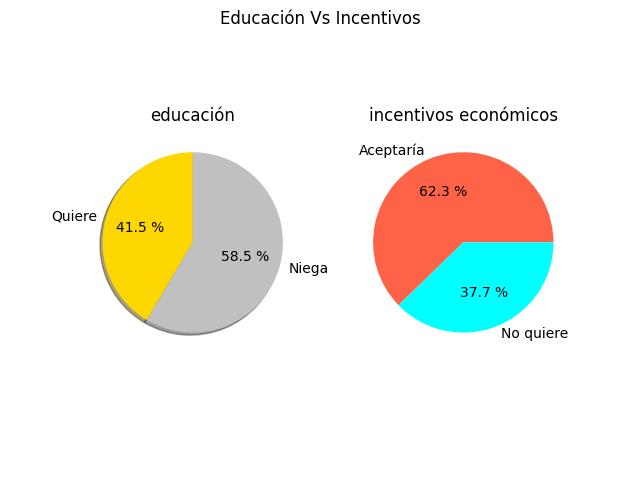 Educación Vs Incentivos
educación
Quiere
41.5 %
58.5 %
Niega
incentivos económicos
Aceptaría
62.3 %
37.7 %
No quiere